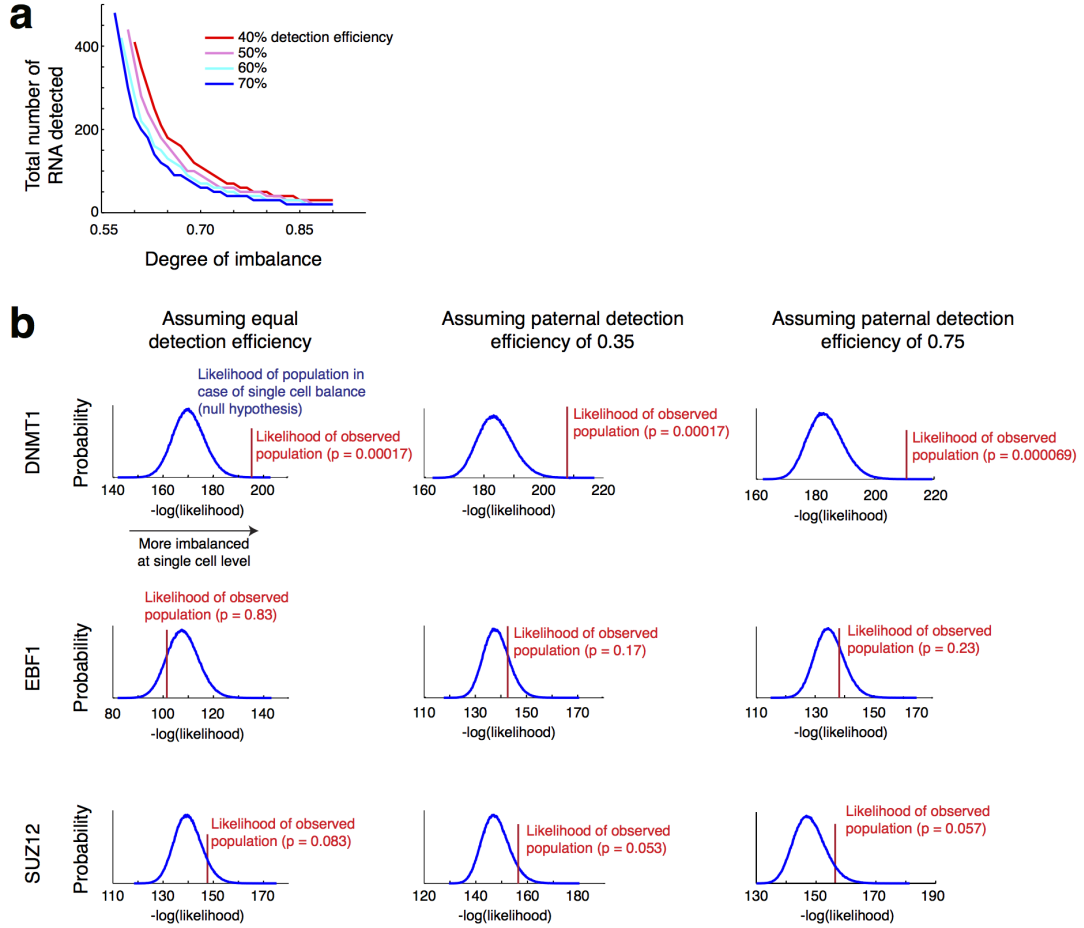 a
Total number of
RNA detected
400
200
0
0.55
0.70
0.85
Degree of imbalance
40% detection efficiency
50%
60%
70%
b
Assuming equal
detection efficiency
Assuming paternal detection
efficiency of 0.35
Assuming paternal detection
efficiency of 0.75
DNMT1
Probability
Likelihood of population in
case of single cell balance
(null hypothesis)
Likelihood of observed
population (p = 0.00017)
140 160 180 200
-log(likelihood)
More imbalanced
at single cell level
Likelihood of observed
population (p = 0.00017)
160 180 200 220
-log(likelihood)
Likelihood of observed
population (p = 0.000069)
160 180 200 220
-log(likelihood)
EBF1
Probability
Likelihood of observed
population (p = 0.83)
80 100 120 140
-log(likelihood)
Likelihood of observed
population (p = 0.17)
110 130 150 170
-log(likelihood)
Likelihood of observed
population (p = 0.23)
110 130 150 170
-log(likelihood)
SUZ12
Probability
Likelihood of observed
population (p = 0.083)
110 130 150 170
-log(likelihood)
Likelihood of observed
population (p = 0.053)
120 140 160 180
-log(likelihood)
Likelihood of observed
population (p = 0.057)
130 150 170 190
-log(likelihood)